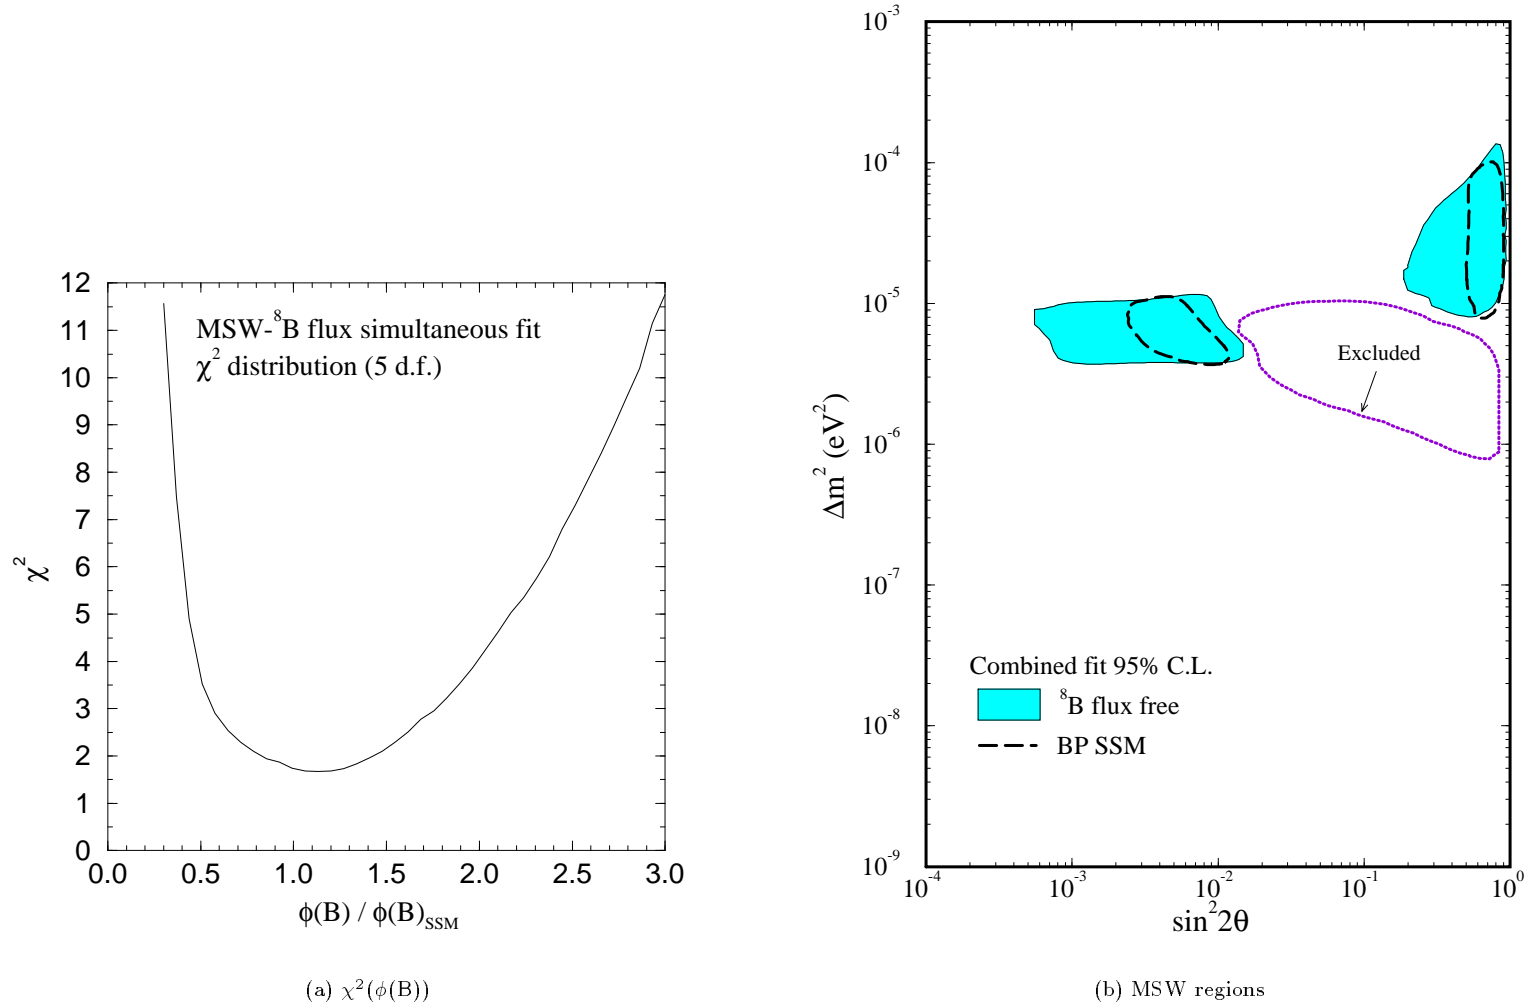 MSW-⁸B flux simultaneous fit
χ² distribution (5 d.f.)
12
11
10
9
8
7
6
5
4
3
2
1
0
χ²
0.0 0.5 1.0 1.5 2.0 2.5 3.0
ϕ(B) / ϕ(B)SSM
(a) χ²(ϕ(B))
10⁻³
10⁻⁴
10⁻⁵
10⁻⁶
10⁻⁷
10⁻⁸
10⁻⁹
Δm² (eV²)
Excluded
Combined fit 95% C.L.
⁸B flux free
BP SSM
10⁻⁴ 10⁻³ 10⁻² 10⁻¹ 10⁰
sin²2θ
(b) MSW regions